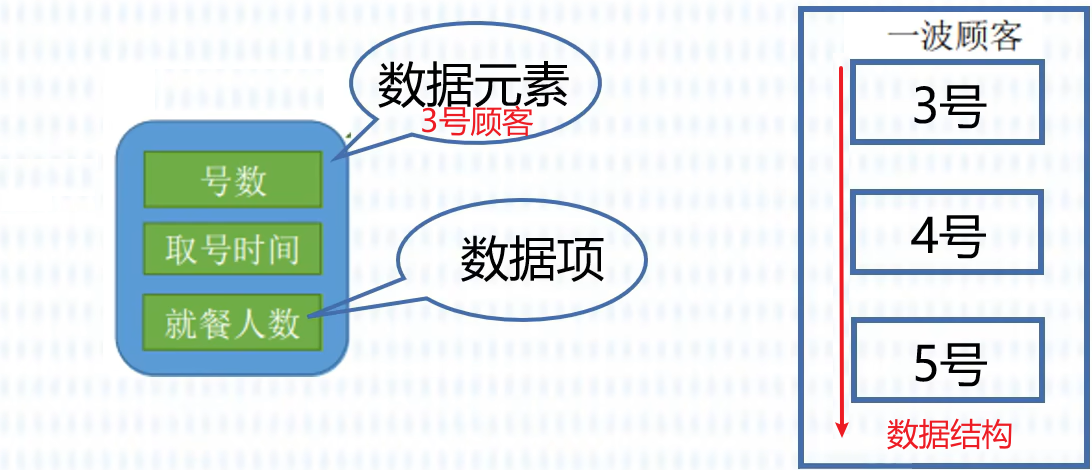 数据元素
3号顾客
号数
取号时间
就餐人数
数据项
一波顾客
3号
4号
5号
数据结构